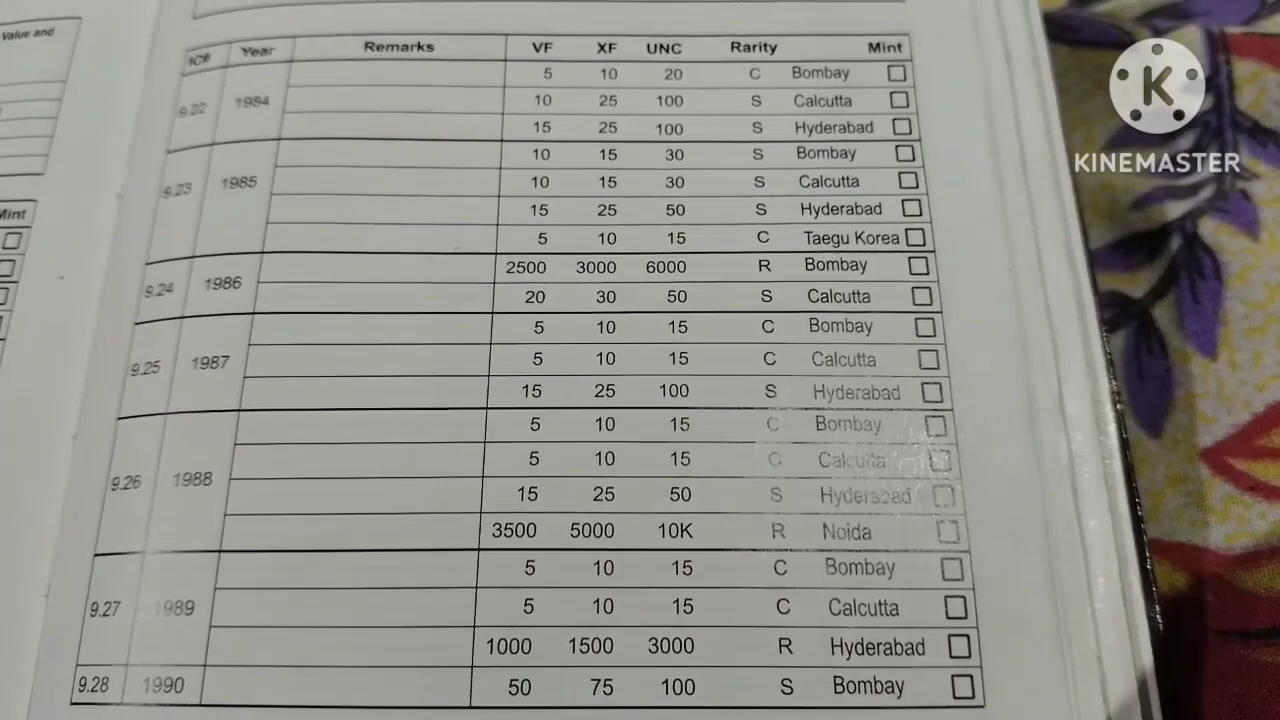 Value and
Mint
IC# Year Remarks VF XF UNC Rarity Mint
5 10 20 C Bombay
9.22 1984 10 25 100 S Calcutta
15 25 100 S Hyderabad
10 15 30 S Bombay
9.23 1985 10 15 30 S Calcutta
15 25 50 S Hyderabad
5 10 15 C Taegu Korea
9.24 1986 2500 3000 6000 R Bombay
20 30 50 S Calcutta
5 10 15 C Bombay
9.25 1987 5 10 15 C Calcutta
15 25 100 S Hyderabad
5 10 15 C Bombay
5 10 15 C Calcutta
9.26 1988 15 25 50 S Hyderabad
3500 5000 10K R Noida
5 10 15 C Bombay
9.27 1989 5 10 15 C Calcutta
1000 1500 3000 R Hyderabad
9.28 1990 50 75 100 S Bombay
K
KINEMASTER